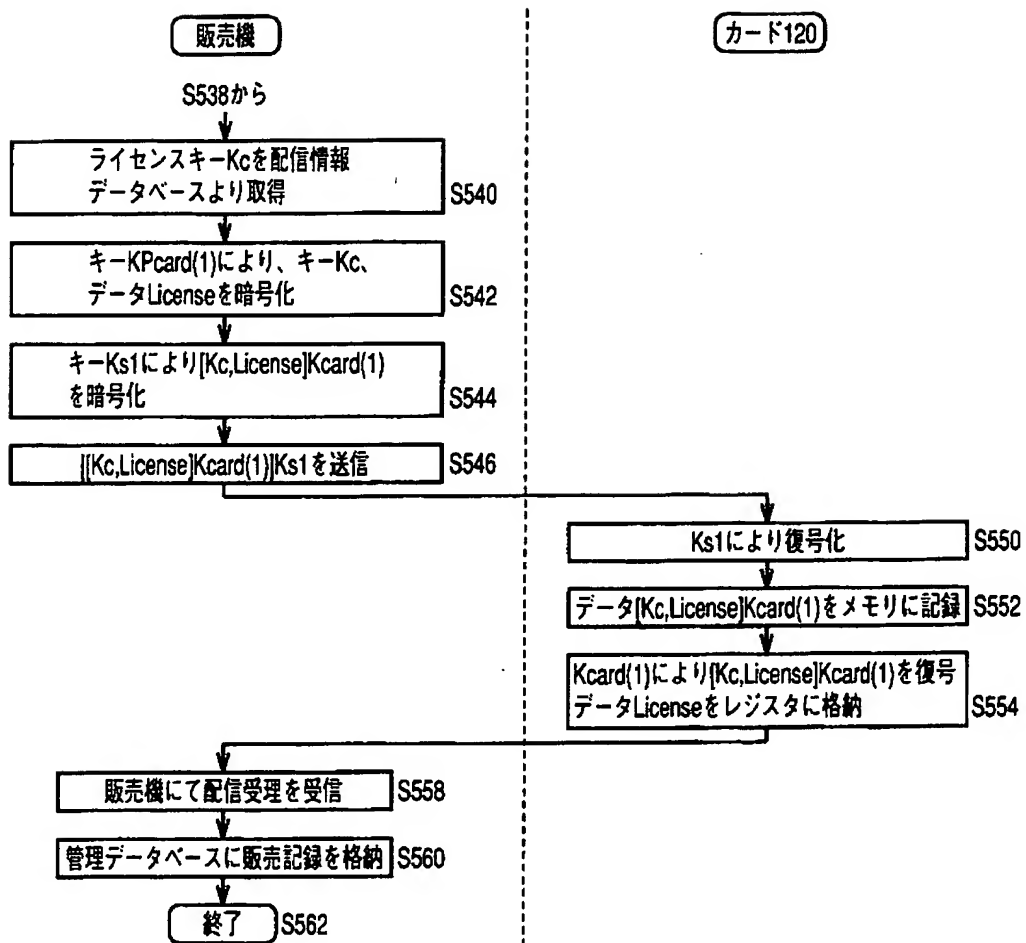 販売機
カード120
S538から
ライセンスキーKcを配信情報
データベースより取得
S540
キーKPcard(1)により、キーKc、
データLicenseを暗号化
S542
キーKs1により[Kc,License]Kcard(1)
を暗号化
S544
[[Kc,License]Kcard(1)]Ks1を送信
S546
Ks1により復号化
S550
データ[Kc,License]Kcard(1)をメモリに記録
S552
Kcard(1)により[Kc,License]Kcard(1)を復号
データLicenseをレジスタに格納
S554
販売機にて配信受理を受信
S558
管理データベースに販売記録を格納
S560
終了
S562